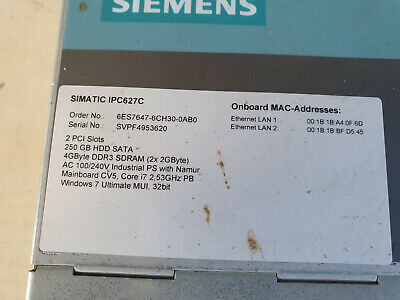 SIEMENS
SIMATIC IPC627C
Order No. 6ES7647-6CH30-0AB0
Serial No. SVPF4953620
2 PCI Slots
250 GB HDD SATA
4GByte DDR3 SDRAM (2x 2GByte)
AC 100/240V Industrial PS with Namur
Mainboard CV5, Core i7 2,53GHz PB
Windows 7 Ultimate MUI, 32bit
Onboard MAC-Addresses:
Ethernet LAN 1: 00:1B:1B:A4:0F:6D
Ethernet LAN 2: 00:1B:1B:BF:D5:45